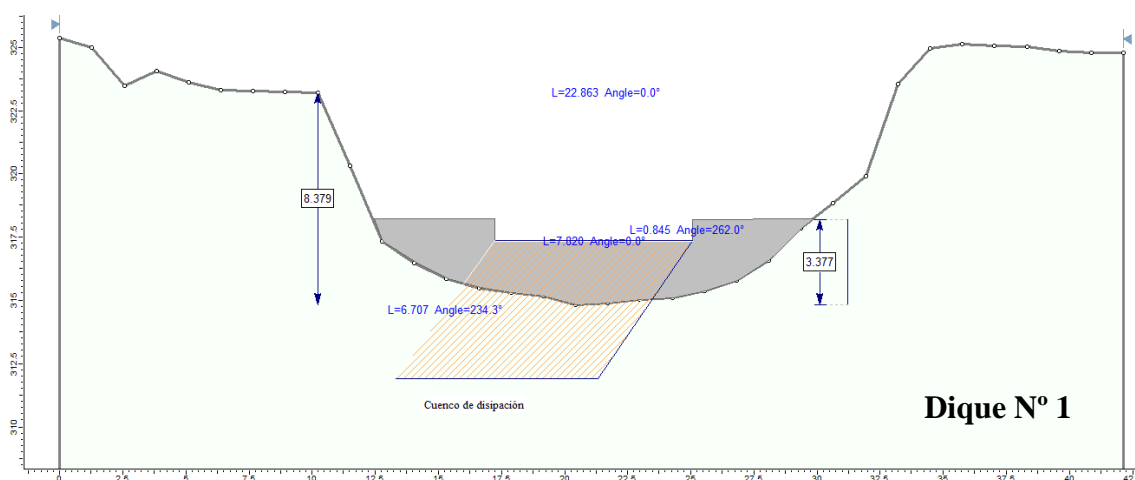 325
322.5
320
317.5
315
312.5
310
L=22.863 Angle=0.0°
8.379
L=0.845 Angle=262.0°
L=7.820 Angle=0.0°
3.377
L=6.707 Angle=234.3°
Cuenco de disipación
Dique Nº 1
0 2.5 5 7.5 10 12.5 15 17.5 20 22.5 25 27.5 30 32.5 35 37.5 40 42